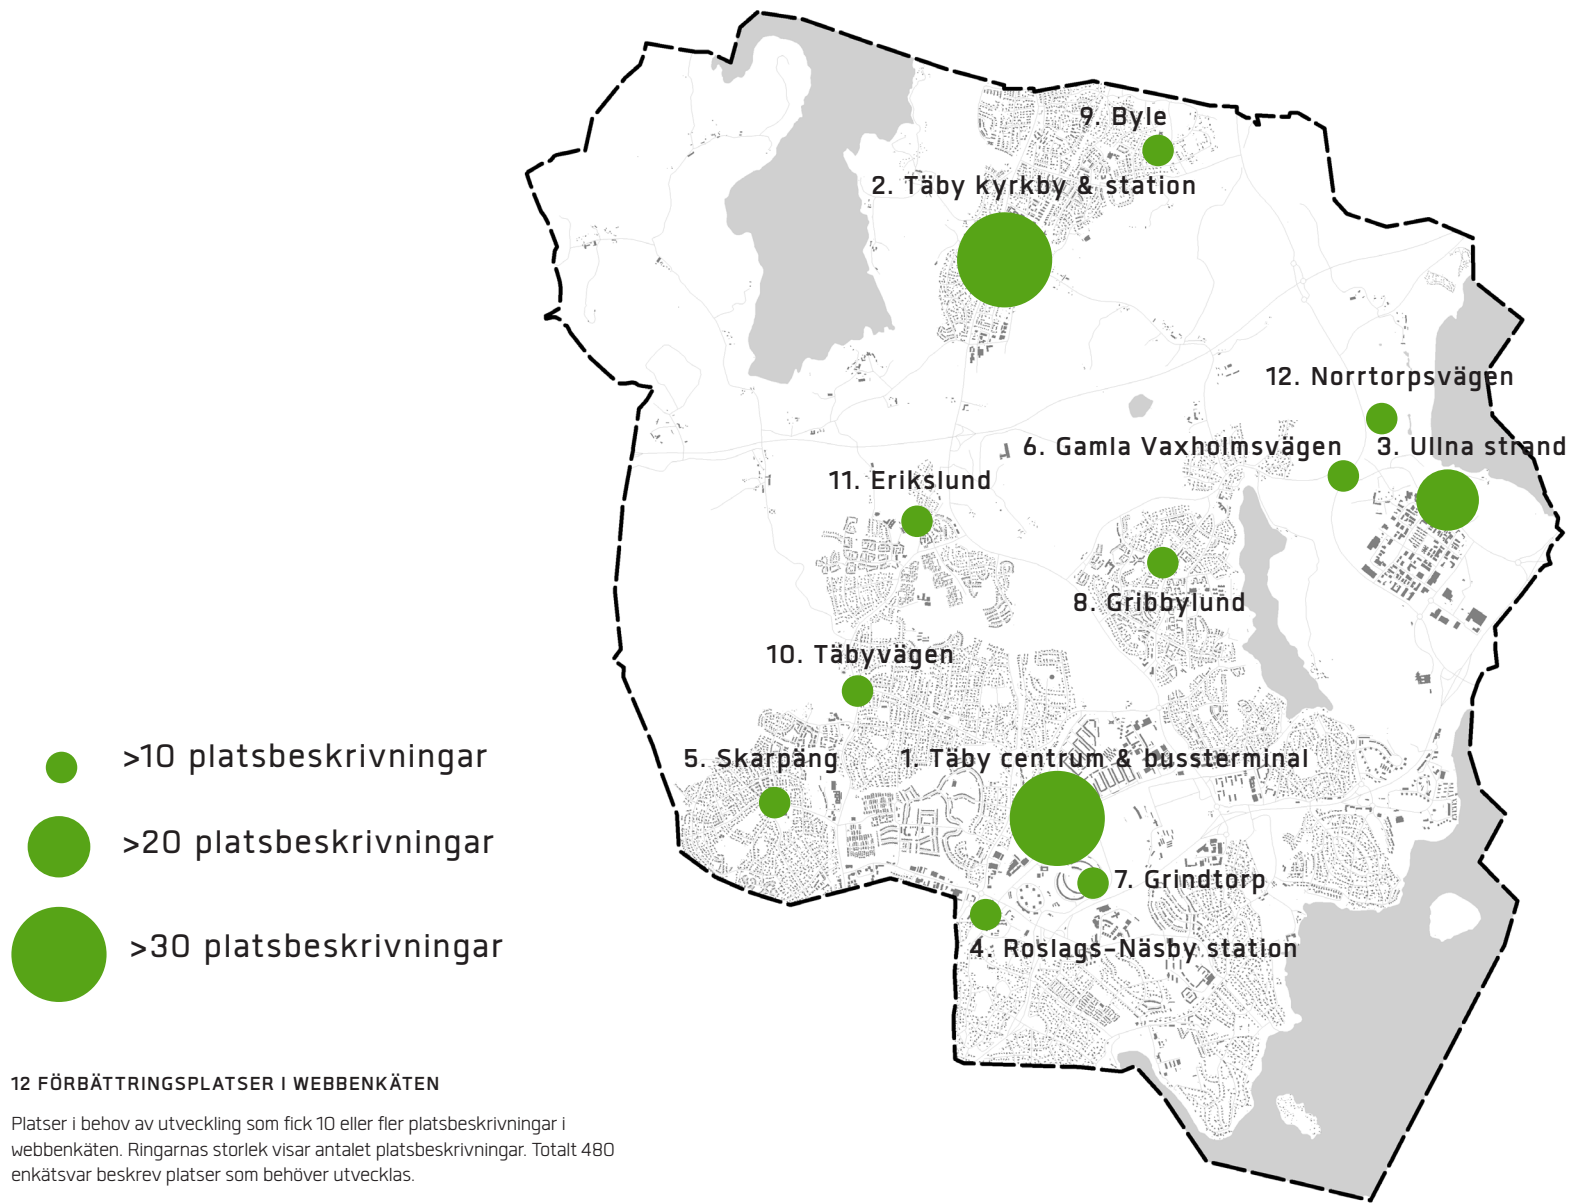 9. Byle
2. Täby kyrkby & station
12. Norrtorpsvägen
6. Gamla Vaxholmsvägen
3. Ullna strand
11. Erikslund
8. Gribbylund
10. Täbyvägen
5. Skarpäng
1. Täby centrum & bussterminal
7. Grindtorp
4. Roslags-Näsby station
>10 platsbeskrivningar
>20 platsbeskrivningar
>30 platsbeskrivningar
12 FÖRBÄTTRINGSPLATSER I WEBBENKÄTEN
Platser i behov av utveckling som fick 10 eller fler platsbeskrivningar i
webbenkäten. Ringarnas storlek visar antalet platsbeskrivningar. Totalt 480
enkätsvar beskrev platser som behöver utvecklas.